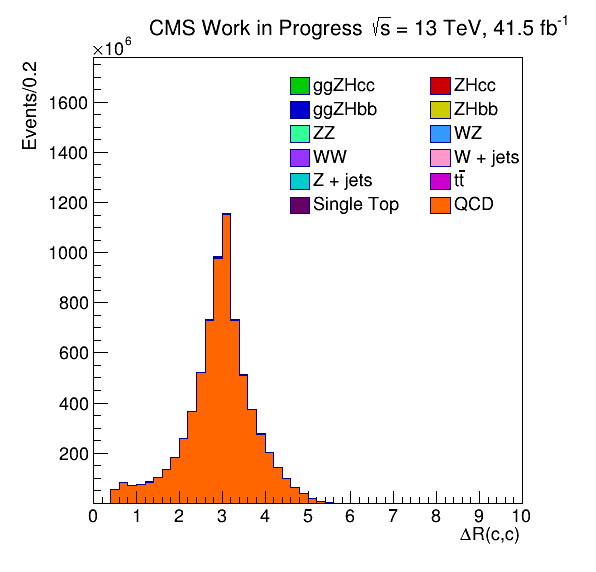 CMS Work in Progress √s = 13 TeV, 41.5 fb⁻¹
×10⁶
Events/0.2
ggZHcc ZHcc
ggZHbb ZHbb
ZZ WZ
WW W + jets
Z + jets tt̄
Single Top QCD
1600
1400
1200
1000
800
600
400
200
0 1 2 3 4 5 6 7 8 9 10
ΔR(c,c)